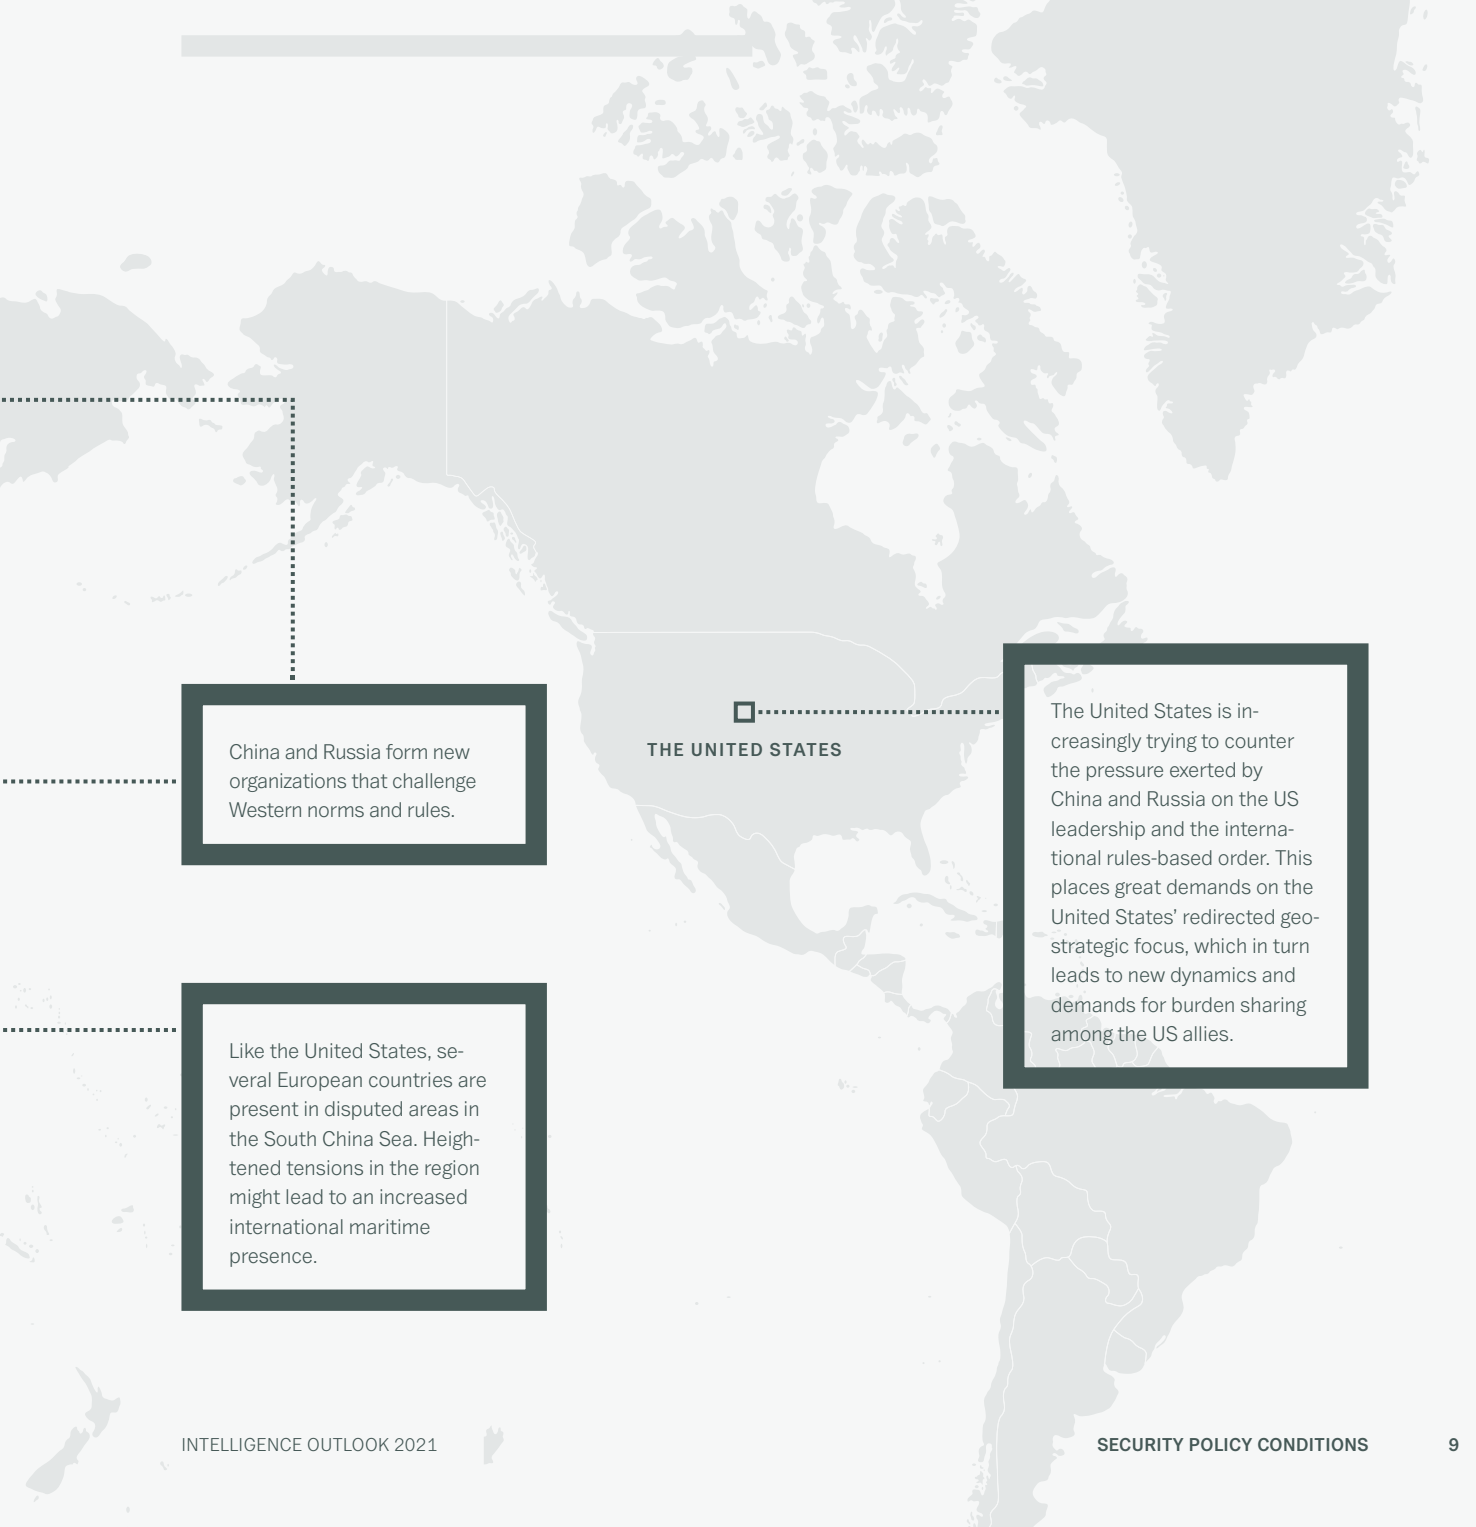 China and Russia form new
organizations that challenge
Western norms and rules.
THE UNITED STATES
The United States is in-
creasingly trying to counter
the pressure exerted by
China and Russia on the US
leadership and the interna-
tional rules-based order. This
places great demands on the
United States’ redirected geo-
strategic focus, which in turn
leads to new dynamics and
demands for burden sharing
among the US allies.
Like the United States, se-
veral European countries are
present in disputed areas in
the South China Sea. Heigh-
tened tensions in the region
might lead to an increased
international maritime
presence.
INTELLIGENCE OUTLOOK 2021
SECURITY POLICY CONDITIONS 9